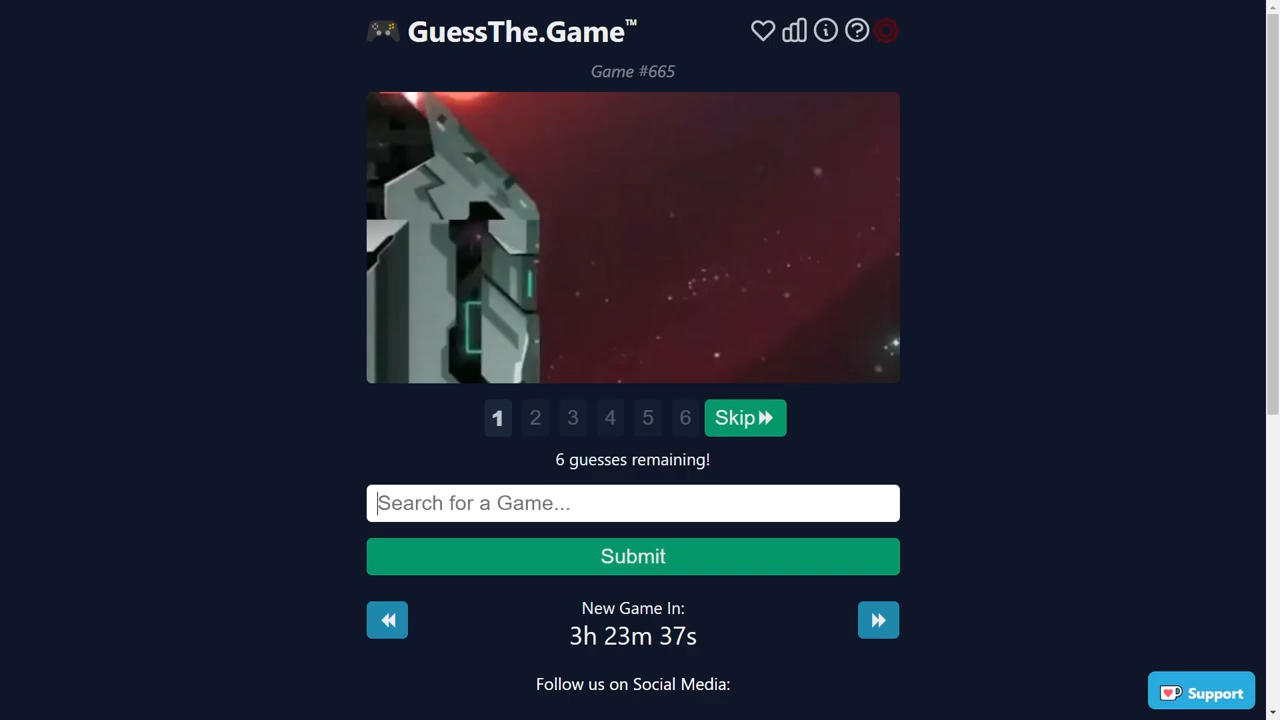 GuessThe.Game™
Game #665
1 2 3 4 5 6 Skip
6 guesses remaining!
Search for a Game...
Submit
New Game In:
3h 23m 37s
Follow us on Social Media:
Support